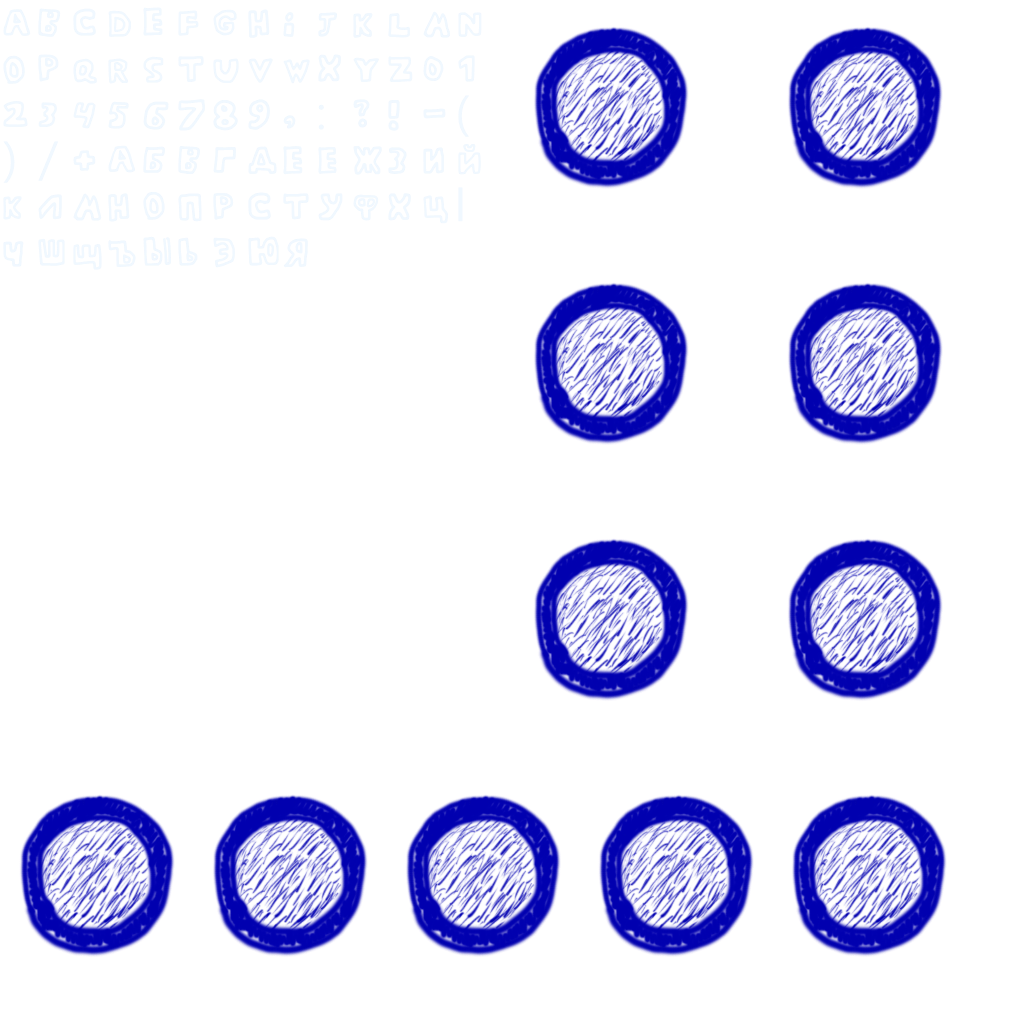 A B C D E F G H i J K L M N
O P Q R S T U V W X Y Z 0 1
2 3 4 5 6 7 8 9 , : ? ! - (
) / + А Б В Г Д Е Ё Ж З И Й
К Л М Н О П Р С Т У Ф Х Ц |
Ч Ш Щ Ъ Ы Ь Э Ю Я